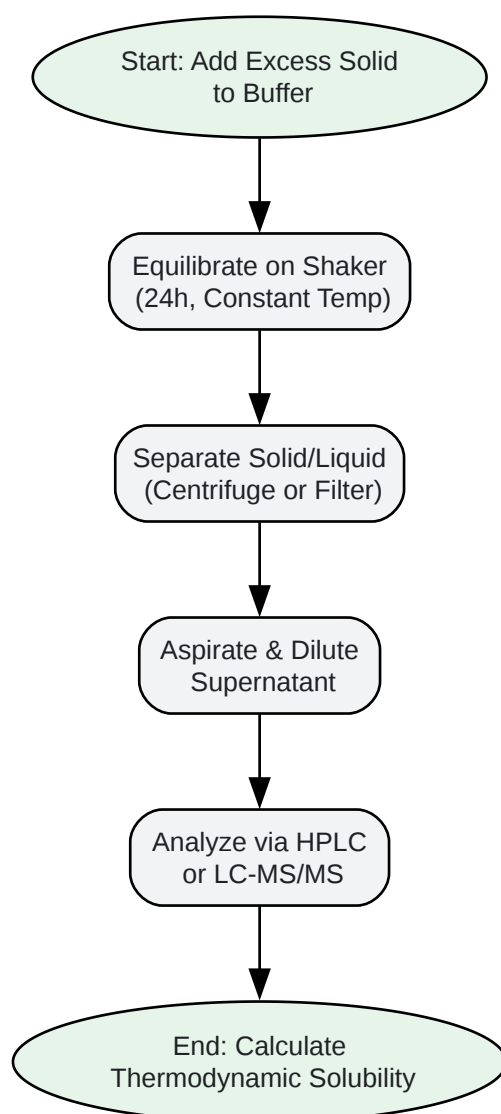 Start: Add Excess Solid
to Buffer
Equilibrate on Shaker
(24h, Constant Temp)
Separate Solid/Liquid
(Centrifuge or Filter)
Aspirate & Dilute
Supernatant
Analyze via HPLC
or LC-MS/MS
End: Calculate
Thermodynamic Solubility